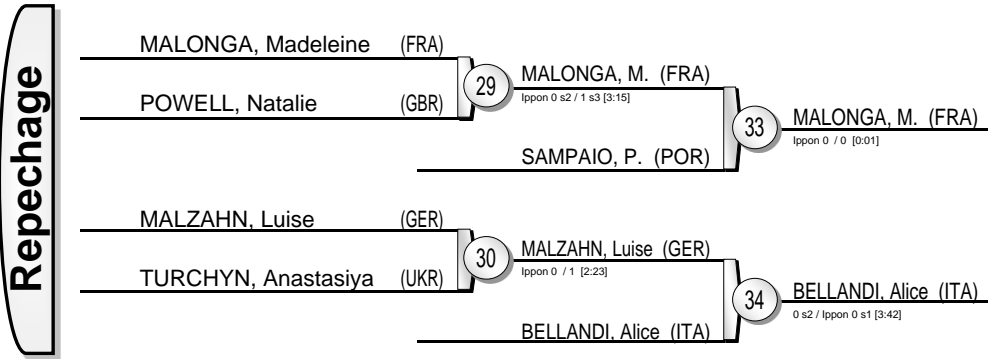 Repechage
MALONGA, Madeleine (FRA)
POWELL, Natalie (GBR)
29
MALONGA, M. (FRA)
Ippon 0 s2 / 1 s3 [3:15]
SAMPAIO, P. (POR)
33
MALONGA, M. (FRA)
Ippon 0 / 0 [0:01]
MALZAHN, Luise (GER)
TURCHYN, Anastasiya (UKR)
30
MALZAHN, Luise (GER)
Ippon 0 / 1 [2:23]
BELLANDI, Alice (ITA)
34
BELLANDI, Alice (ITA)
0 s2 / Ippon 0 s1 [3:42]